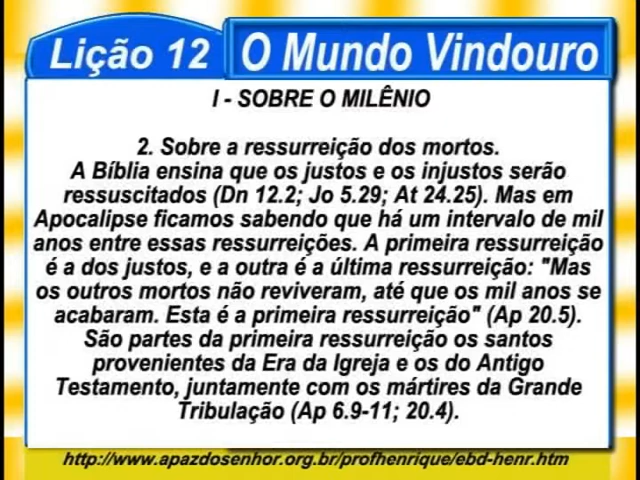 Lição 12
O Mundo Vindouro
I - SOBRE O MILÊNIO
2. Sobre a ressurreição dos mortos.
A Bíblia ensina que os justos e os injustos serão
ressuscitados (Dn 12.2; Jo 5.29; At 24.25). Mas em
Apocalipse ficamos sabendo que há um intervalo de mil
anos entre essas ressurreições. A primeira ressurreição
é a dos justos, e a outra é a última ressurreição: "Mas
os outros mortos não reviveram, até que os mil anos se
acabaram. Esta é a primeira ressurreição" (Ap 20.5).
São partes da primeira ressurreição os santos
provenientes da Era da Igreja e os do Antigo
Testamento, juntamente com os mártires da Grande
Tribulação (Ap 6.9-11; 20.4).
http://www.apazdosenhor.org.br/profhenrique/ebd-henr.htm